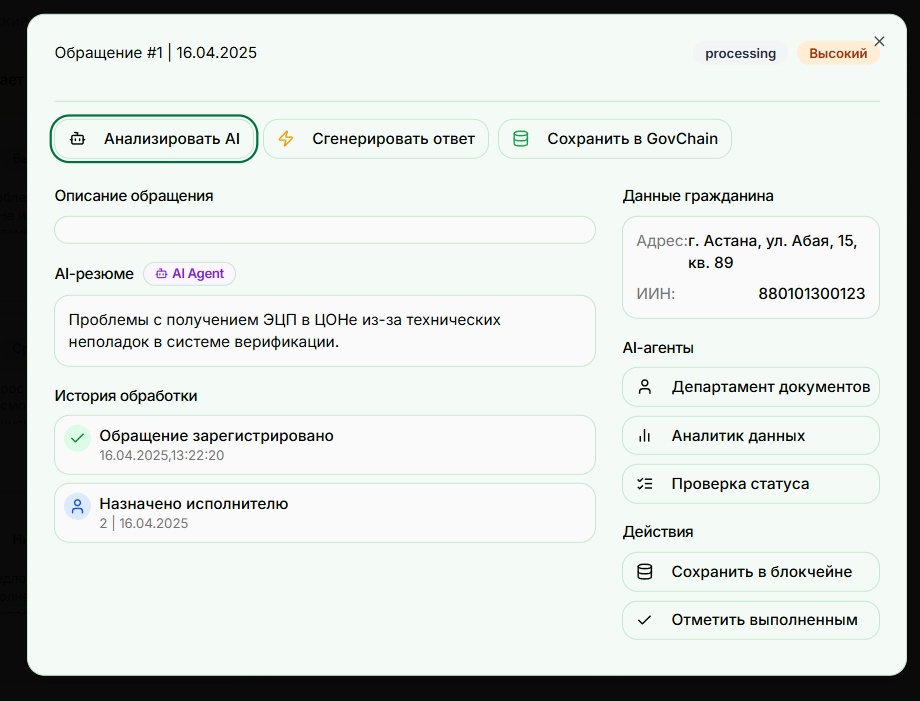 Обращение #1 | 16.04.2025
processing
Высокий
Анализировать AI
Сгенерировать ответ
Сохранить в GovChain
Описание обращения
AI-резюме
AI Agent
Проблемы с получением ЭЦП в ЦОНе из-за технических
неполадок в системе верификации.
История обработки
Обращение зарегистрировано
16.04.2025,13:22:20
Назначено исполнителю
2 | 16.04.2025
Данные гражданина
Адрес:г. Астана, ул. Абая, 15,
кв. 89
ИИН: 880101300123
AI-агенты
Департамент документов
Аналитик данных
Проверка статуса
Действия
Сохранить в блокчейне
Отметить выполненным